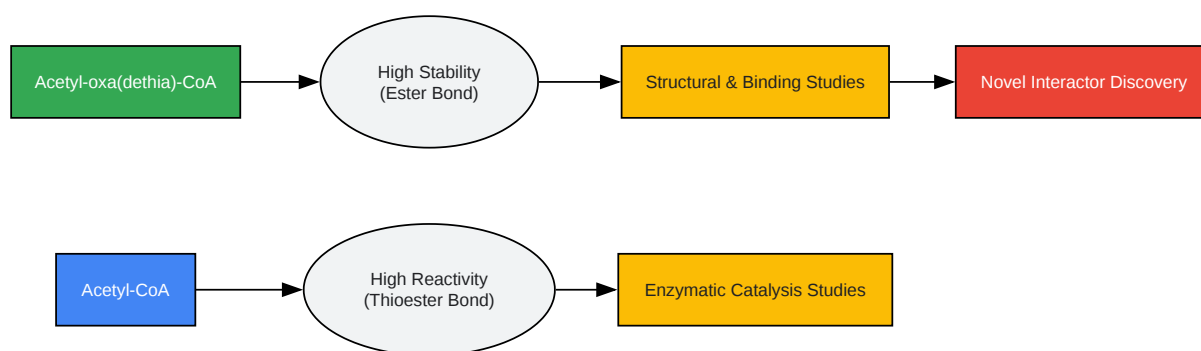 Acetyl-oxa(dethia)-CoA
High Stability
(Ester Bond)
Structural & Binding Studies
Novel Interactor Discovery
Acetyl-CoA
High Reactivity
(Thioester Bond)
Enzymatic Catalysis Studies